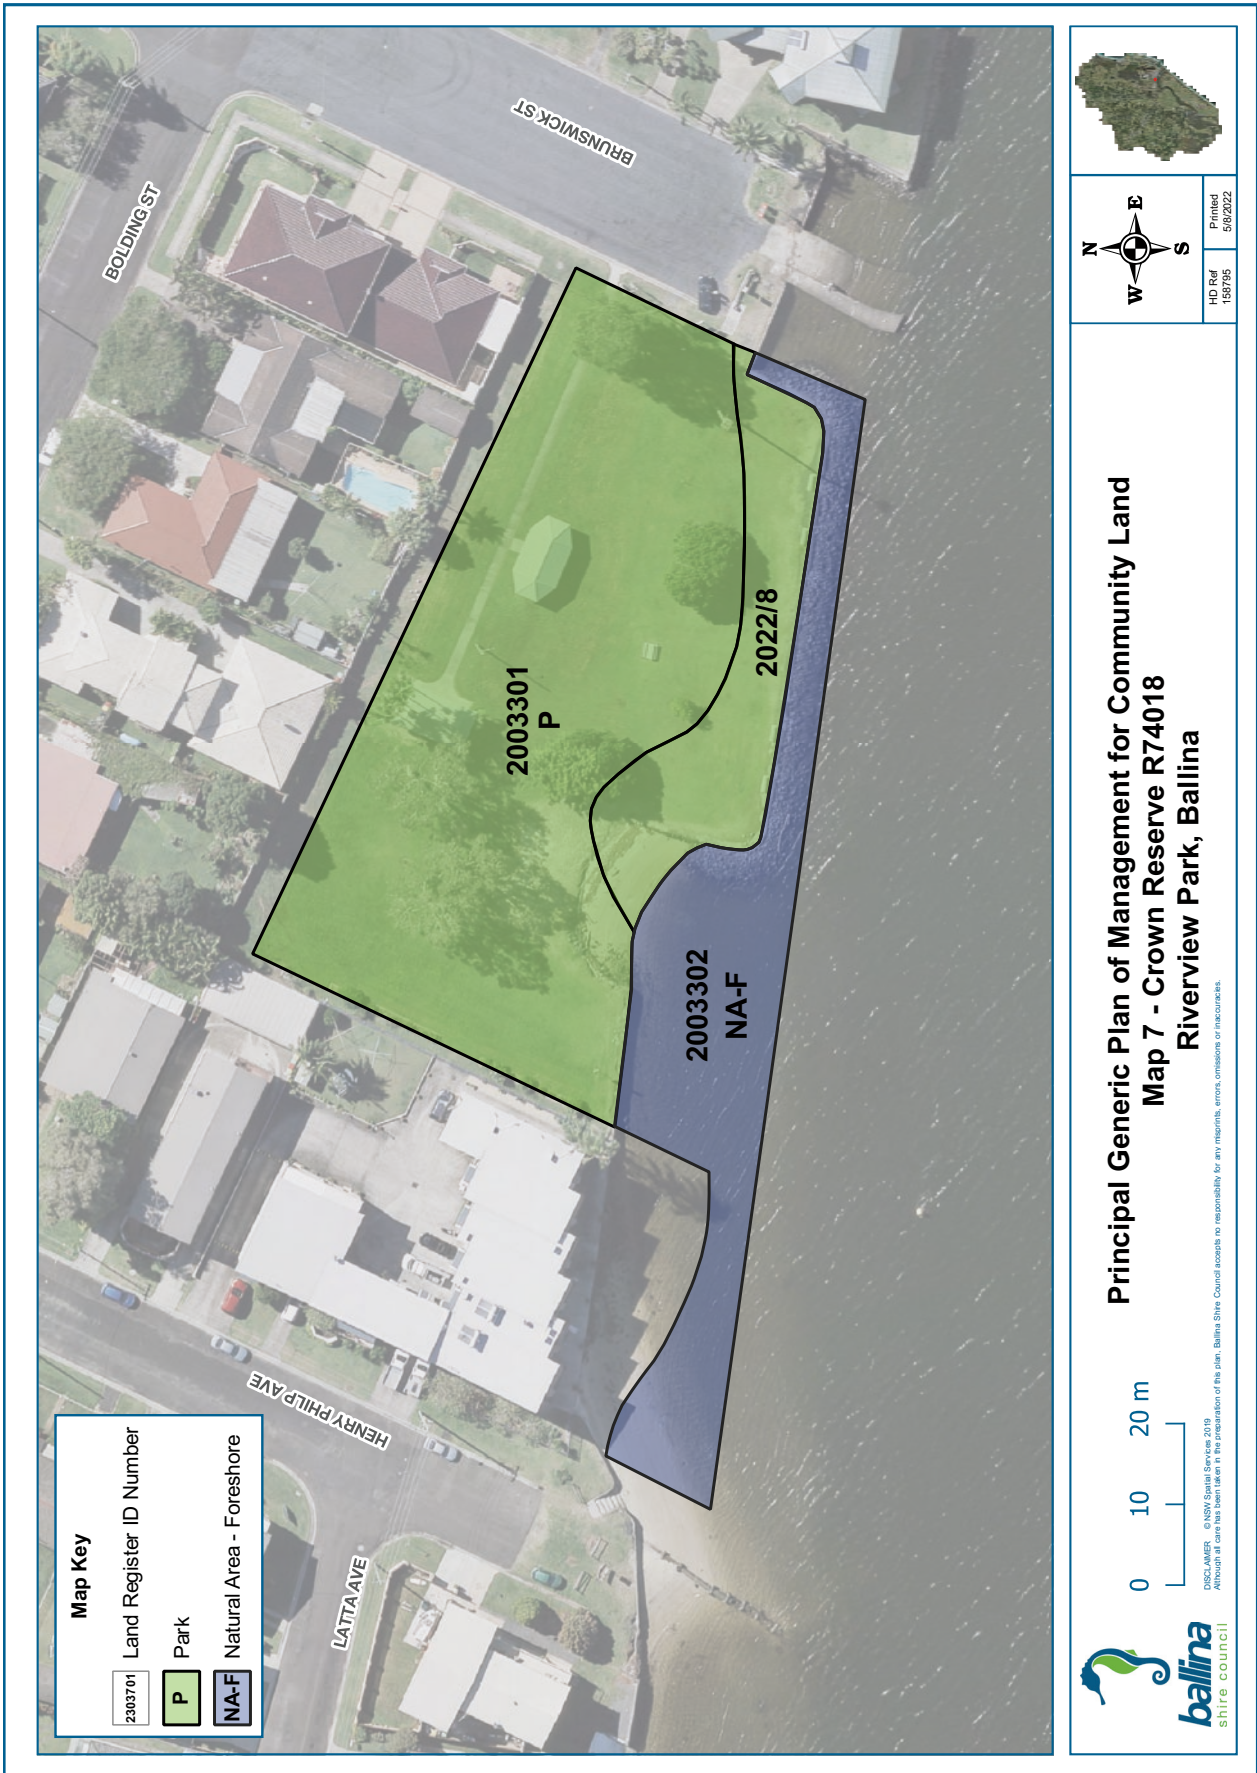 Map Key
2303701 Land Register ID Number
P Park
NA-F Natural Area - Foreshore
BOLDING ST
BRUNSWICK ST
HENRY PHILP AVE
LATTA AVE
2003301
P
2022/8
2003302
NA-F
ballina
shire council
0 10 20 m
DISCLAIMER © NSW Spatial Services 2019
Although all care has been taken in the preparation of this plan, Ballina Shire Council accepts no responsibility for any misprints, errors, omissions or inaccuracies.
Principal Generic Plan of Management for Community Land
Map 7 - Crown Reserve R74018
Riverview Park, Ballina
N
W E
S
HD Ref
158795
Printed
5/8/2022